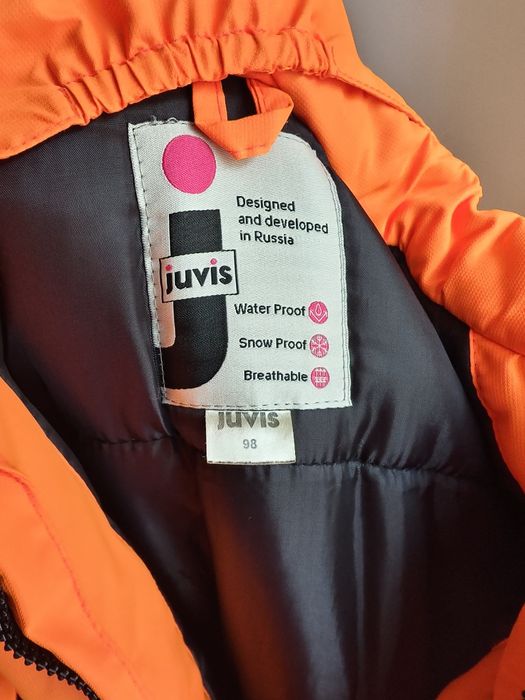 Designed
and developed
in Russia
juvis
Water Proof
Snow Proof
Breathable
juvis
98